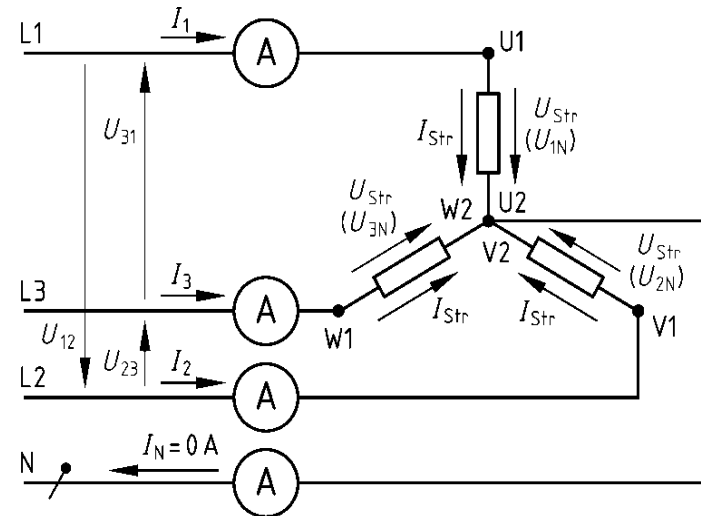 L1
I1
A
U1
U31
IStr
UStr
(U1N)
W2
U2
UStr
(U3N)
V2
UStr
(U2N)
L3
I3
A
W1
IStr
IStr
V1
U12
U23
L2
I2
A
N
IN=0 A
A